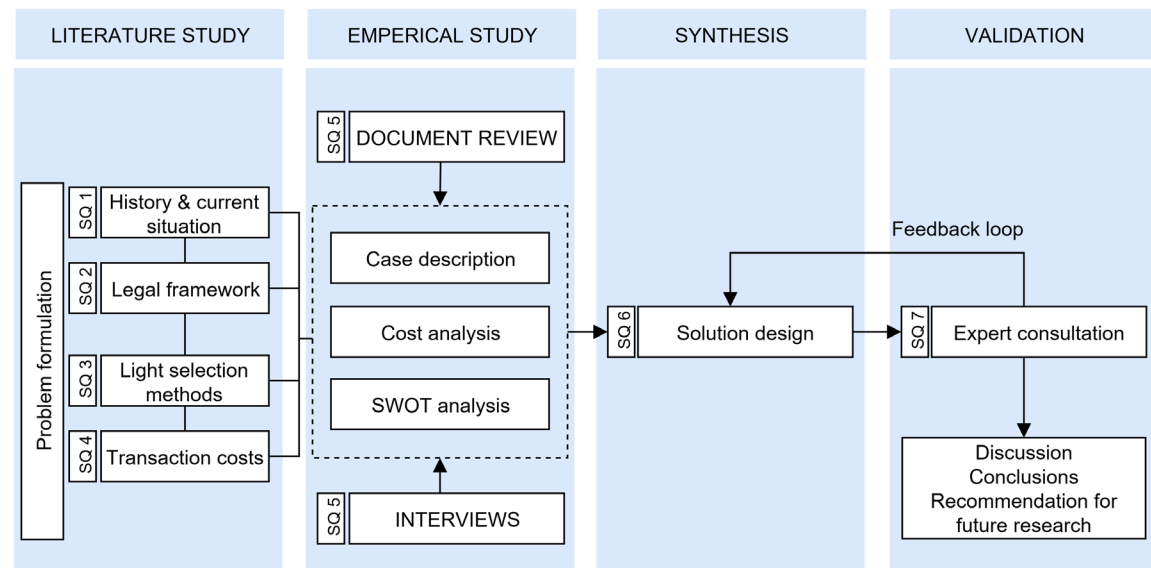 LITERATURE STUDY
EMPERICAL STUDY
SYNTHESIS
VALIDATION
Problem formulation
SQ 1
History & current
situation
SQ 2
Legal framework
SQ 3
Light selection
methods
SQ 4
Transaction costs
SQ 5
DOCUMENT REVIEW
Case description
Cost analysis
SWOT analysis
SQ 5
INTERVIEWS
SQ 6
Solution design
Feedback loop
SQ 7
Expert consultation
Discussion
Conclusions
Recommendation for
future research